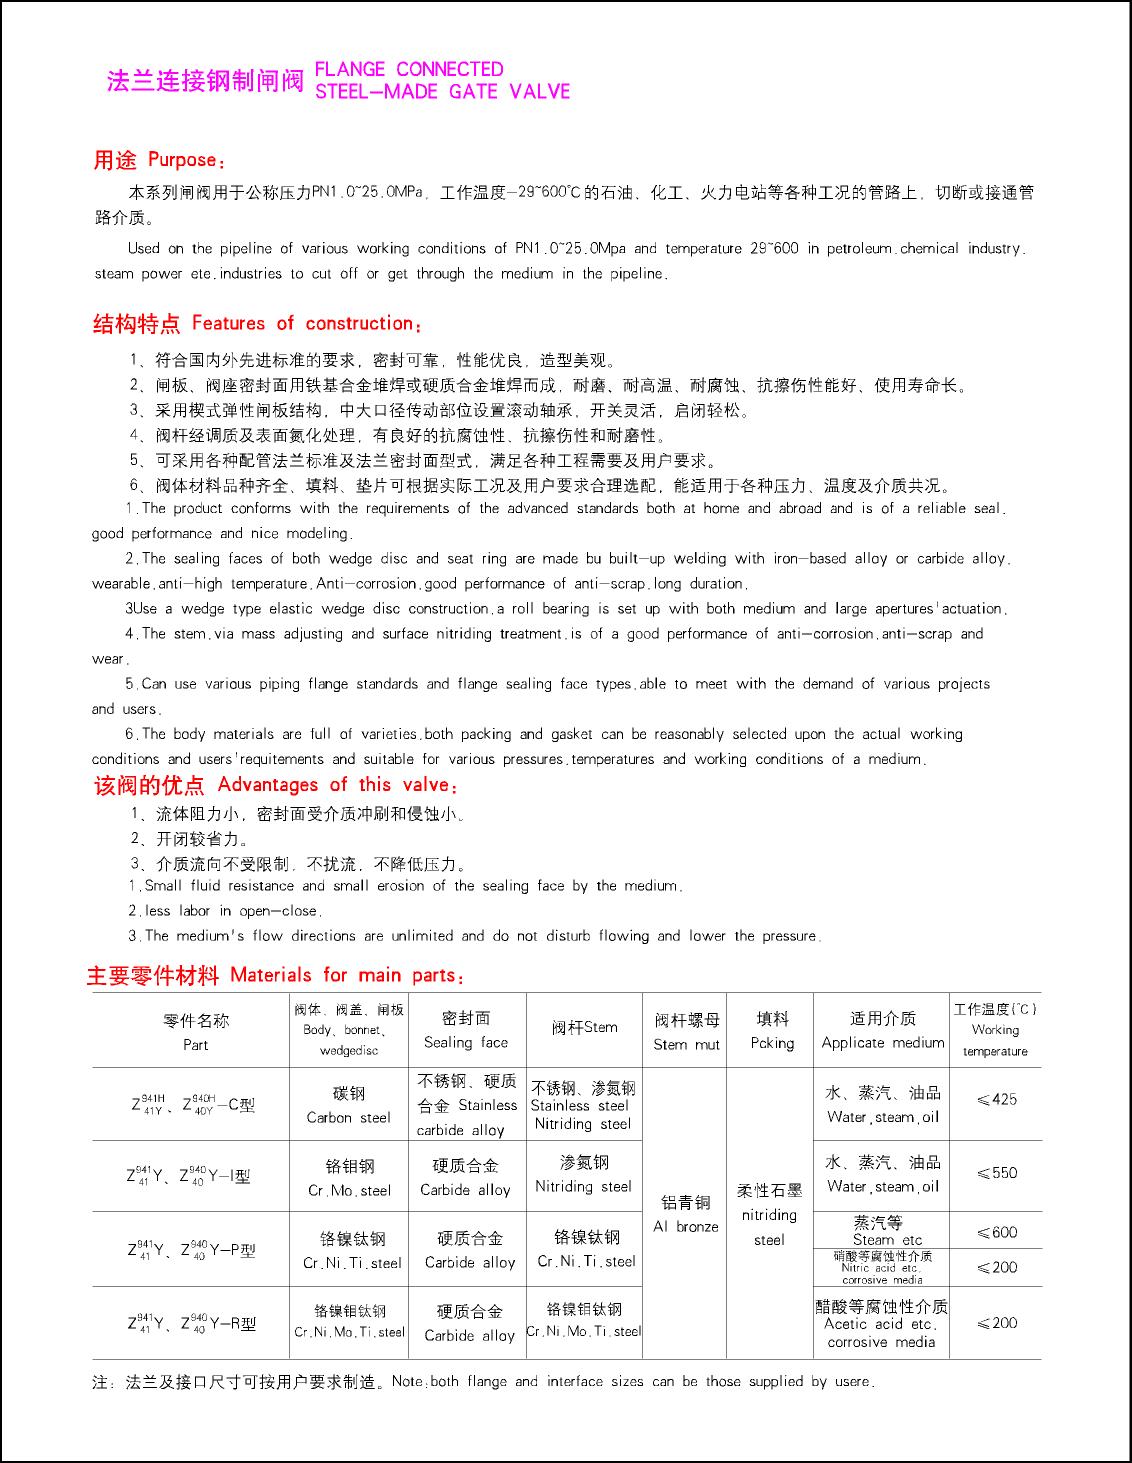 法兰连接钢制闸阀 FLANGE CONNECTED
STEEL-MADE GATE VALVE
用途 Purpose:
本系列闸阀用于公称压力PN1.0~25.0MPa, 工作温度-29~600℃的石油、化工、火力电站等各种工况的管路上, 切断或接通管
路介质。
Used on the pipeline of various working conditions of PN1.0~25.0Mpa and temperature 29~600 in petroleum.chemical industry.
steam power ete.industries to cut off or get through the medium in the pipeline.
结构特点 Features of construction:
1、符合国内外先进标准的要求, 密封可靠, 性能优良, 造型美观。
2、闸板、阀座密封面用铁基合金堆焊或硬质合金堆焊而成, 耐磨、耐高温、耐腐蚀、抗擦伤性能好、使用寿命长。
3、采用楔式弹性闸板结构, 中大口径传动部位设置滚动轴承, 开关灵活, 启闭轻松。
4、阀杆经调质及表面氮化处理, 有良好的抗腐蚀性、抗擦伤性和耐磨性。
5、可采用各种配管法兰标准及法兰密封面型式, 满足各种工程需要及用户要求。
6、阀体材料品种齐全、填料、垫片可根据实际工况及用户要求合理选配, 能适用于各种压力、温度及介质共况。
1.The product conforms with the requirements of the advanced standards both at home and abroad and is of a reliable seal.
good performance and nice modeling.
2.The sealing faces of both wedge disc and seat ring are made bu built-up welding with iron-based alloy or carbide alloy.
wearable.anti-high temperature.Anti-corrosion.good performance of anti-scrap.long duration.
3Use a wedge type elastic wedge disc construction.a roll bearing is set up with both medium and large apertures'actuation.
4.The stem.via mass adjusting and surface nitriding treatment.is of a good performance of anti-corrosion.anti-scrap and
wear.
5.Can use various piping flange standards and flange sealing face types.able to meet with the demand of various projects
and users.
6.The body materials are full of varieties.both packing and gasket can be reasonably selected upon the actual working
conditions and users'requitements and suitable for various pressures.temperatures and working conditions of a medium.
该阀的优点 Advantages of this valve:
1、流体阻力小, 密封面受介质冲刷和侵蚀小。
2、开闭较省力。
3、介质流向不受限制, 不扰流, 不降低压力。
1.Small fluid resistance and small erosion of the sealing face by the medium.
2.less labor in open-close.
3.The medium's flow directions are unlimited and do not disturb flowing and lower the pressure.
主要零件材料 Materials for main parts:
零件名称 Part
阀体、阀盖、闸板
Body、bonnet、
wedgedisc
密封面
Sealing face
阀杆Stem
阀杆螺母
Stem mut
填料
Pcking
适用介质
Applicate medium
工作温度(℃)
Working
temperature
Z941H 41Y、Z940H 40Y-C型
碳钢
Carbon steel
不锈钢、硬质
合金 Stainless
carbide alloy
不锈钢、渗氮钢
Stainless steel
Nitriding steel
铝青铜
Al bronze
柔性石墨
nitriding
steel
水、蒸汽、油品
Water,steam,oil
≤425
Z941 41Y、Z940 40Y-I型
铬钼钢
Cr.Mo.steel
硬质合金
Carbide alloy
渗氮钢
Nitriding steel
水、蒸汽、油品
Water,steam,oil
≤550
Z941 41Y、Z940 40Y-P型
铬镍钛钢
Cr.Ni.Ti.steel
硬质合金
Carbide alloy
铬镍钛钢
Cr.Ni.Ti.steel
蒸汽等
Steam etc
≤600
硝酸等腐蚀性介质
Nitric acid etc.
corrosive media
≤200
Z941 41Y、Z940 40Y-R型
铬镍钼钛钢
Cr.Ni.Mo.Ti.steel
硬质合金
Carbide alloy
铬镍钼钛钢
Cr.Ni.Mo.Ti.steel
醋酸等腐蚀性介质
Acetic acid etc.
corrosive media
≤200
注: 法兰及接口尺寸可按用户要求制造。Note:both flange and interface sizes can be those supplied by usere.